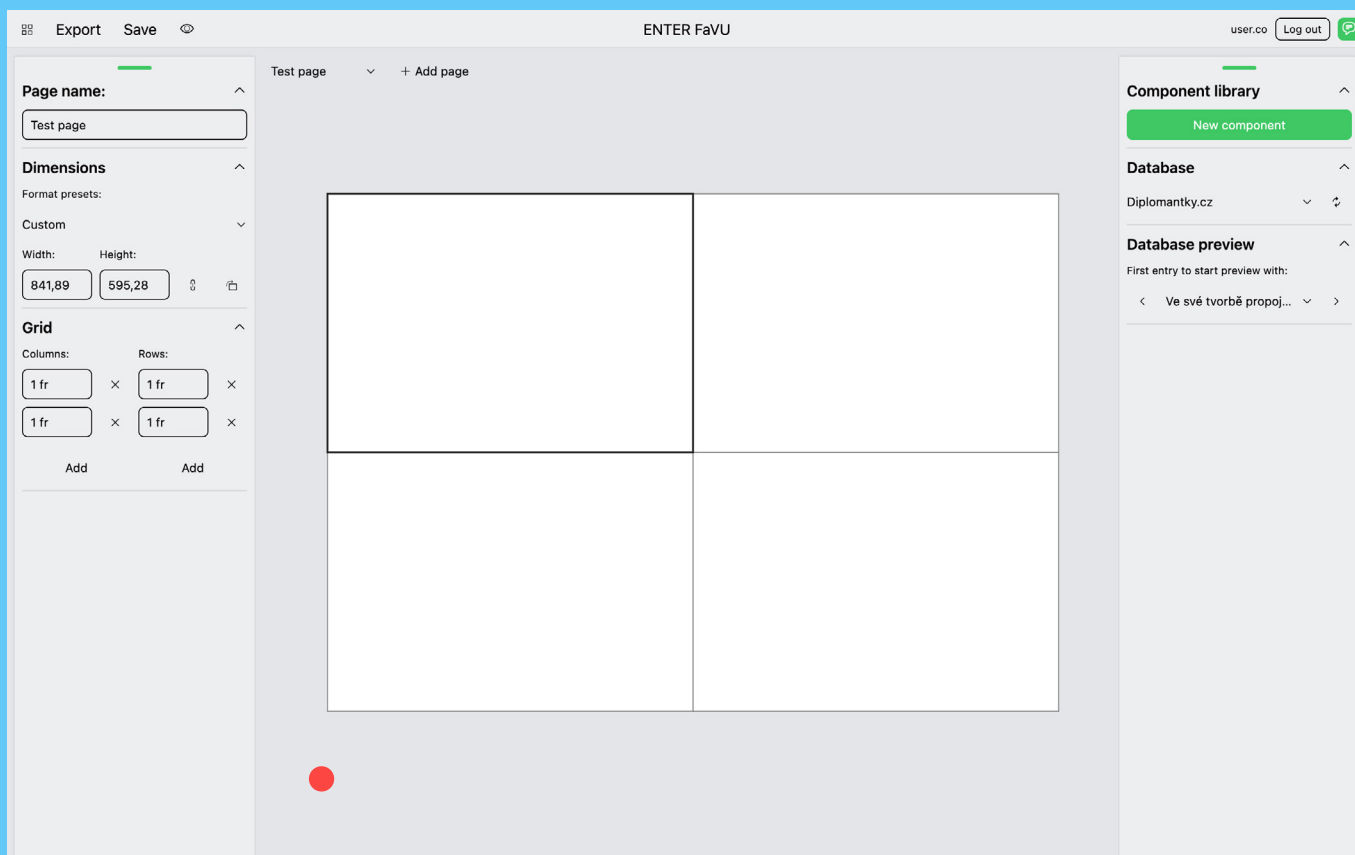 Export Save ENTER FaVU user.co Log out
Page name:
Test page
Dimensions
Format presets:
Custom
Width: Height:
841,89 595,28
Grid
Columns: Rows:
1 fr 1 fr
1 fr 1 fr
Add Add
Test page + Add page
Component library
New component
Database
Diplomantky.cz
Database preview
First entry to start preview with:
Ve své tvorbě propoj...